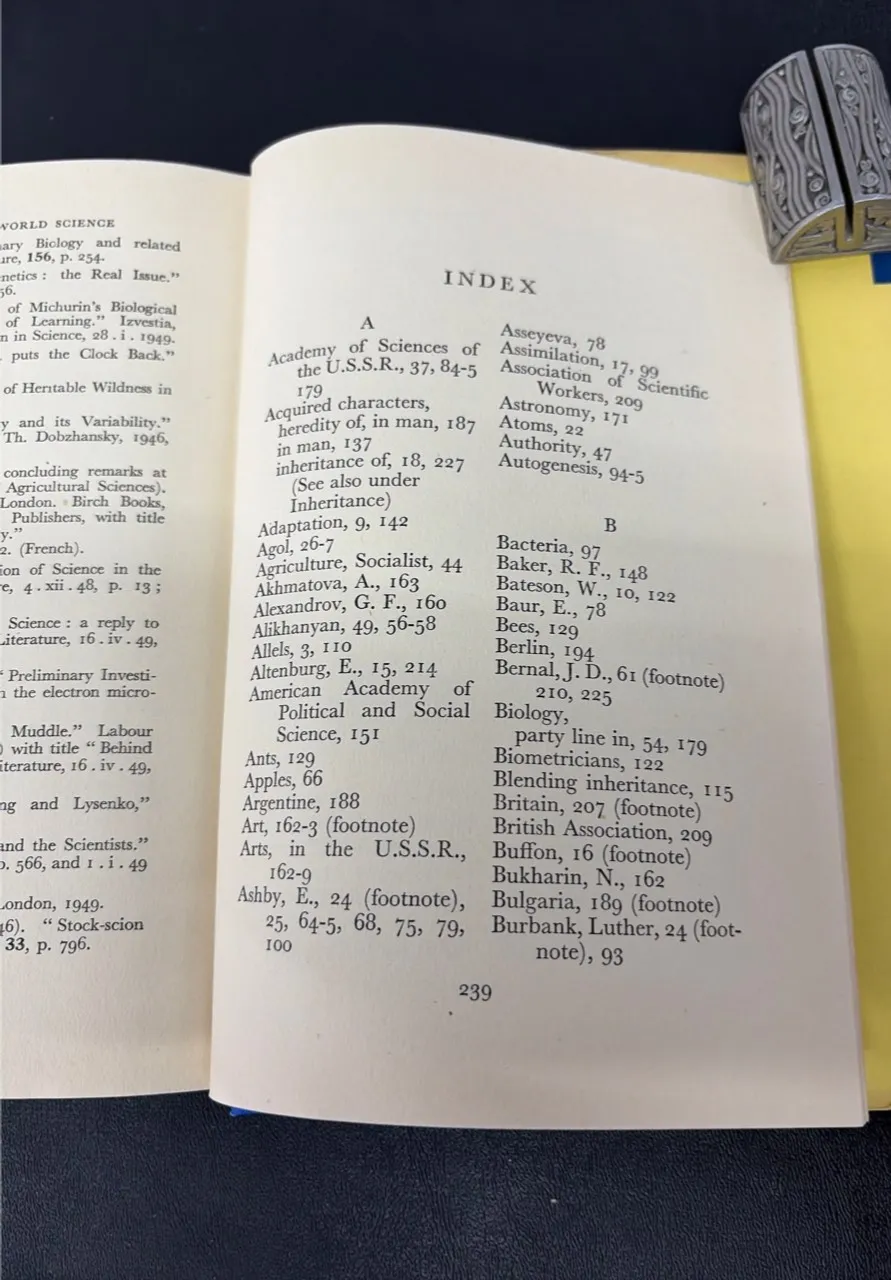 WORLD SCIENCE
Biology and related
156, p. 254.
: the Real Issue."
56.
of Michurin's Biological
of Learning." Izvestia,
in Science, 28 . i . 1949.
puts the Clock Back."
of Heritable Wildness in
and its Variability."
Th. Dobzhansky, 1946,
concluding remarks at
Agricultural Sciences).
London. Birch Books,
Publishers, with title
2. (French).
of Science in the
4 . xii . 48, p. 13 ;
Science : a reply to
Literature, 16 . iv . 49,
" Preliminary Investi-
the electron micro-
Muddle." Labour
) with title " Behind
Literature, 16 . iv . 49,
and Lysenko,"
and the Scientists."
p. 566, and 1 . i . 49
London, 1949.
" Stock-scion
33, p. 796.
INDEX
A
Academy of Sciences of
the U.S.S.R., 37, 84-5
179
Acquired characters,
heredity of, in man, 187
in man, 137
inheritance of, 18, 227
(See also under
Inheritance)
Adaptation, 9, 142
Agol, 26-7
Agriculture, Socialist, 44
Akhmatova, A., 163
Alexandrov, G. F., 160
Alikhanyan, 49, 56-58
Allels, 3, 110
Altenburg, E., 15, 214
American Academy of
Political and Social
Science, 151
Ants, 129
Apples, 66
Argentine, 188
Art, 162-3 (footnote)
Arts, in the U.S.S.R.,
162-9
Ashby, E., 24 (footnote),
25, 64-5, 68, 75, 79,
100
Asseyeva, 78
Assimilation, 17, 99
Association of Scientific
Workers, 209
Astronomy, 171
Atoms, 22
Authority, 47
Autogenesis, 94-5
B
Bacteria, 97
Baker, R. F., 148
Bateson, W., 10, 122
Baur, E., 78
Bees, 129
Berlin, 194
Bernal, J. D., 61 (footnote)
210, 225
Biology,
party line in, 54, 179
Biometricians, 122
Blending inheritance, 115
Britain, 207 (footnote)
British Association, 209
Buffon, 16 (footnote)
Bukharin, N., 162
Bulgaria, 189 (footnote)
Burbank, Luther, 24 (foot-
note), 93
239